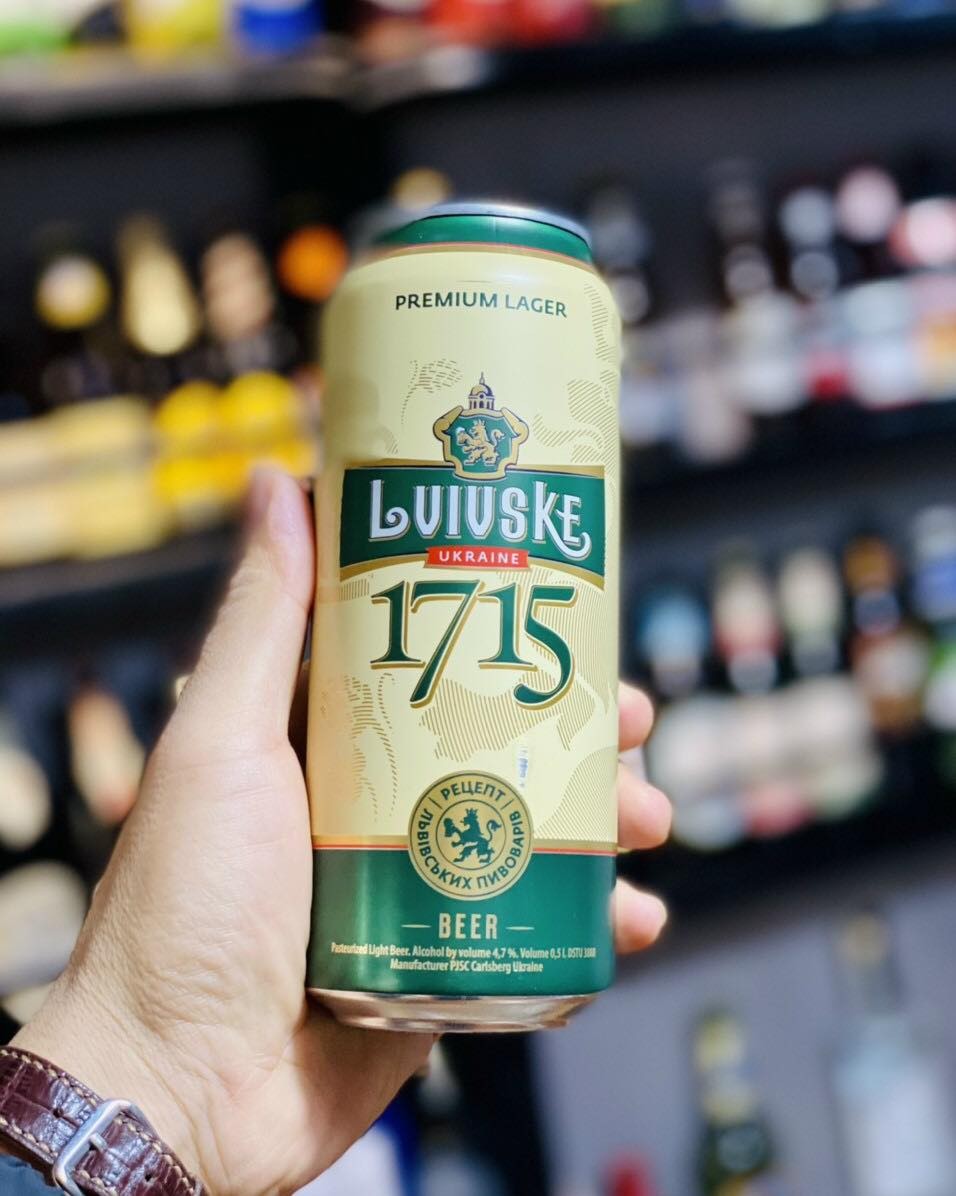 PREMIUM LAGER
LVIVSKE
UKRAINE
1715
РЕЦЕПТ
ЛЬВІВСЬКИХ ПИВОВАРІВ
BEER
Pasteurized Light Beer. Alcohol by volume 4,7 %. Volume 0,5 l. DSTU 3888
Manufacturer PJSC Carlsberg Ukraine